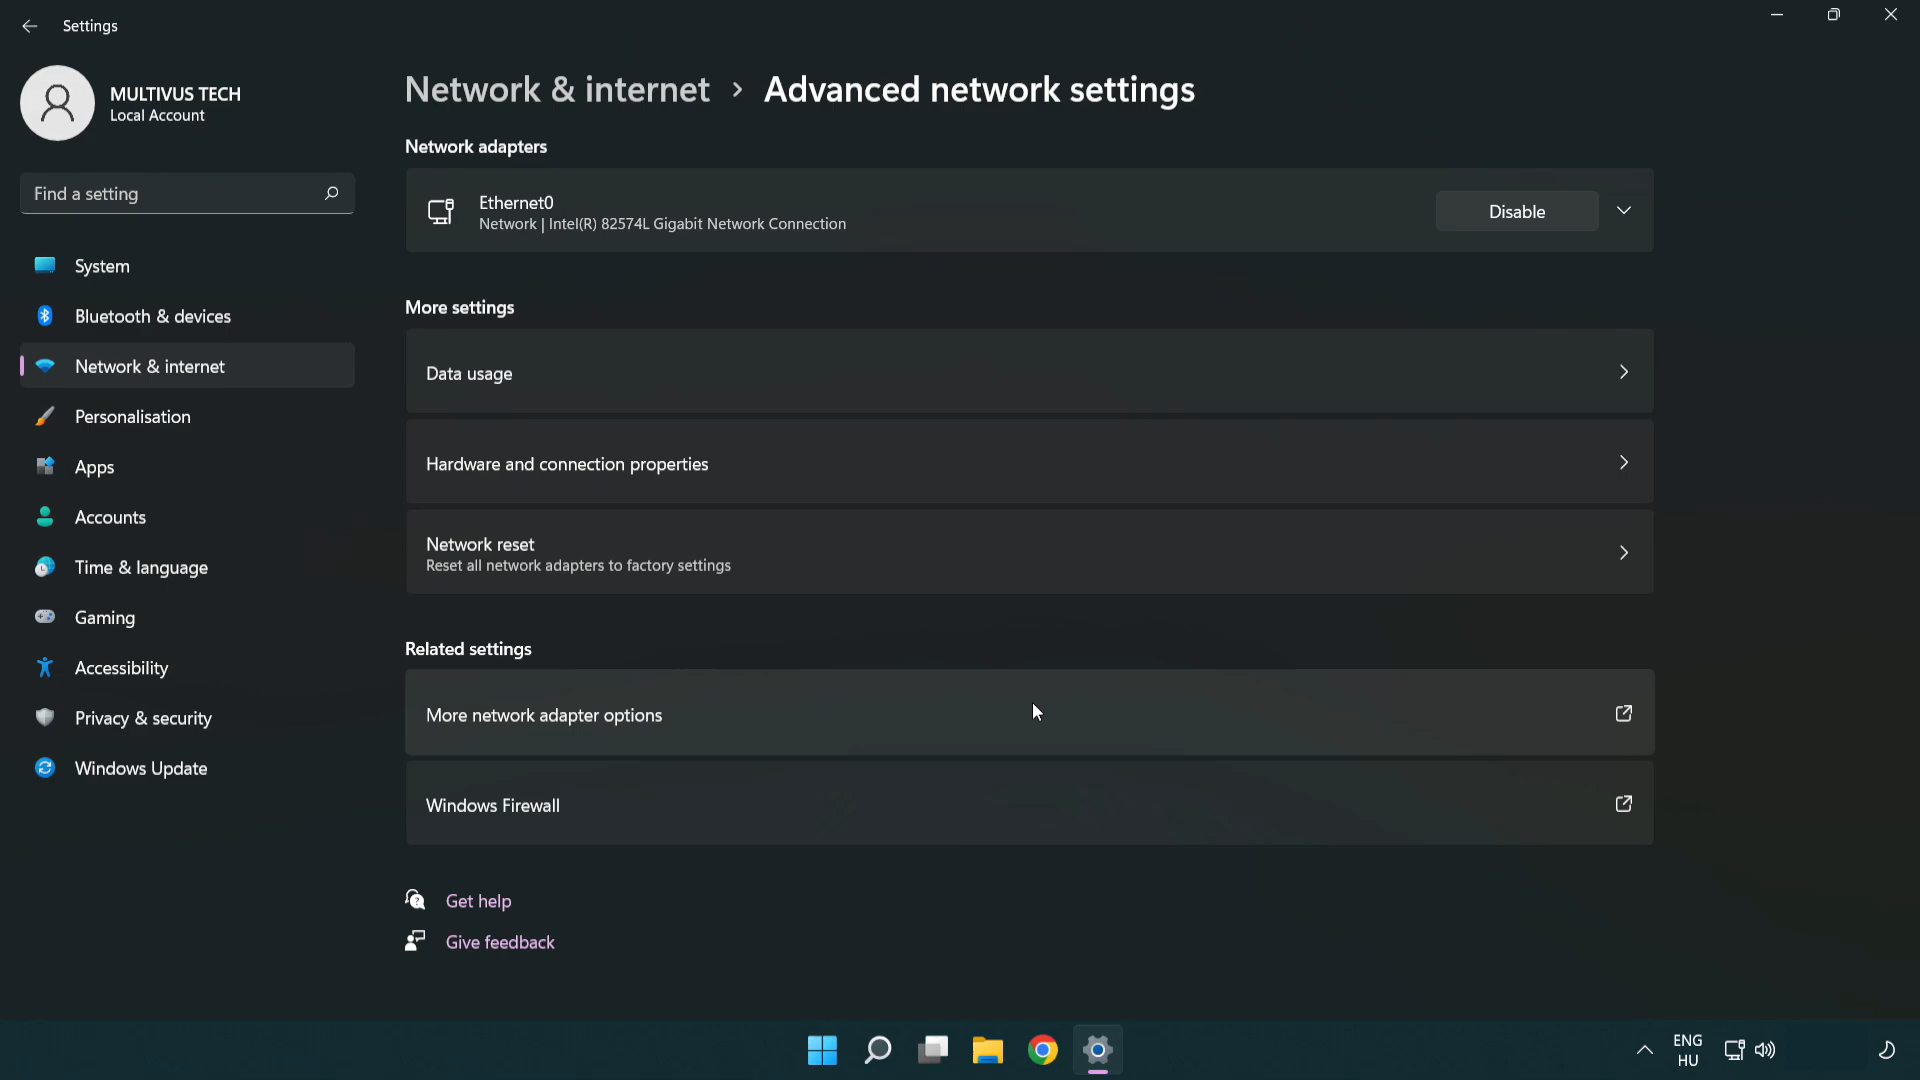 Settings
MULTIVUS TECH
Local Account
Find a setting
System
Bluetooth & devices
Network & internet
Personalisation
Apps
Accounts
Time & language
Gaming
Accessibility
Privacy & security
Windows Update
Network & internet > Advanced network settings
Network adapters
Ethernet0
Network | Intel(R) 82574L Gigabit Network Connection
Disable
More settings
Data usage
Hardware and connection properties
Network reset
Reset all network adapters to factory settings
Related settings
More network adapter options
Windows Firewall
Get help
Give feedback
ENG
HU